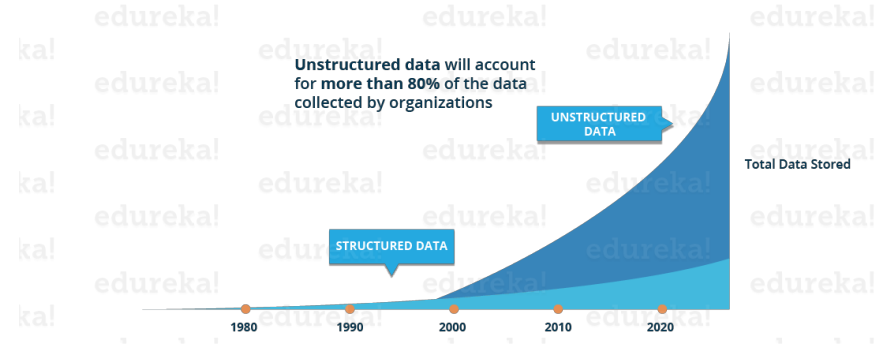 Unstructured data will account
for more than 80% of the data
collected by organizations
UNSTRUCTURED
DATA
Total Data Stored
STRUCTURED DATA
1980
1990
2000
2010
2020
edureka!